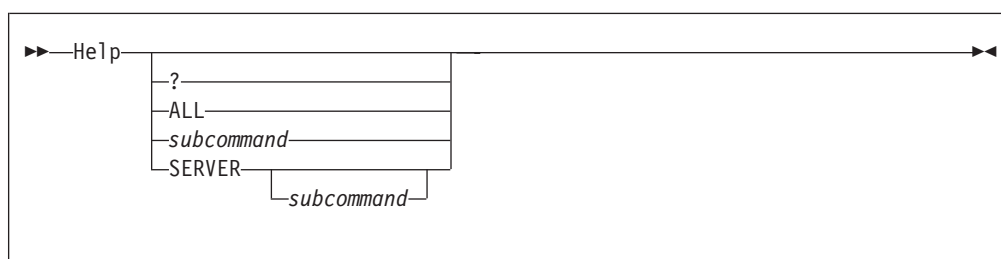 Help
?
ALL
subcommand
SERVER
subcommand